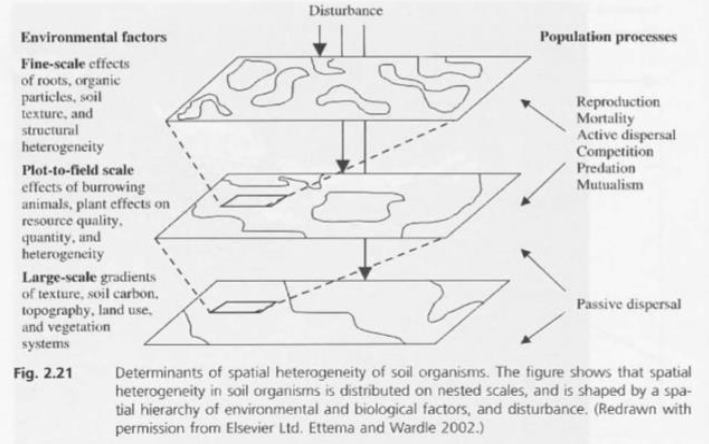 Disturbance
Environmental factors
Population processes
Fine-scale effects
of roots, organic
particles, soil
texture, and
structural
heterogeneity
Reproduction
Mortality
Active dispersal
Competition
Predation
Mutualism
Plot-to-field scale
effects of burrowing
animals, plant effects on
resource quality,
quantity, and
heterogeneity
Large-scale gradients
of texture, soil carbon,
topography, land use,
and vegetation
systems
Passive dispersal
Fig. 2.21 Determinants of spatial heterogeneity of soil organisms. The figure shows that spatial
heterogeneity in soil organisms is distributed on nested scales, and is shaped by a spa-
tial hierarchy of environmental and biological factors, and disturbance. (Redrawn with
permission from Elsevier Ltd. Ettema and Wardle 2002.)